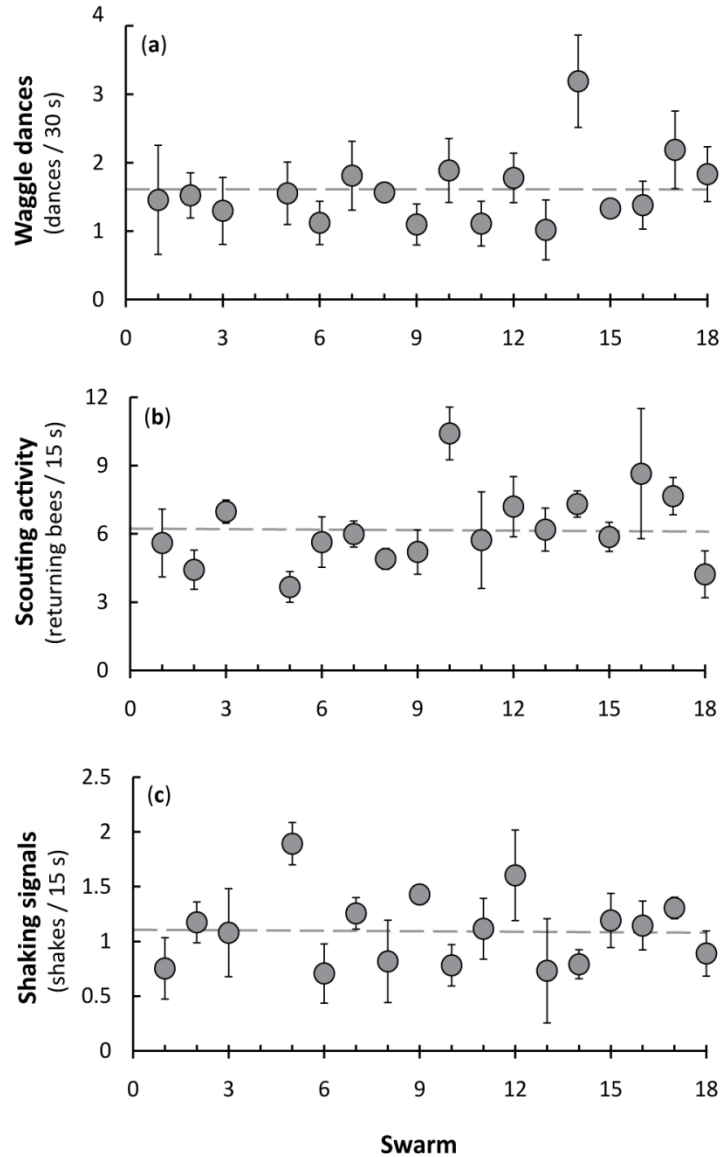 (a)
Waggle dances
(dances / 30 s)
4
3
2
1
0
0 3 6 9 12 15 18
(b)
Scouting activity
(returning bees / 15 s)
12
9
6
3
0
0 3 6 9 12 15 18
(c)
Shaking signals
(shakes / 15 s)
2.5
2
1.5
1
0.5
0
0 3 6 9 12 15 18
Swarm